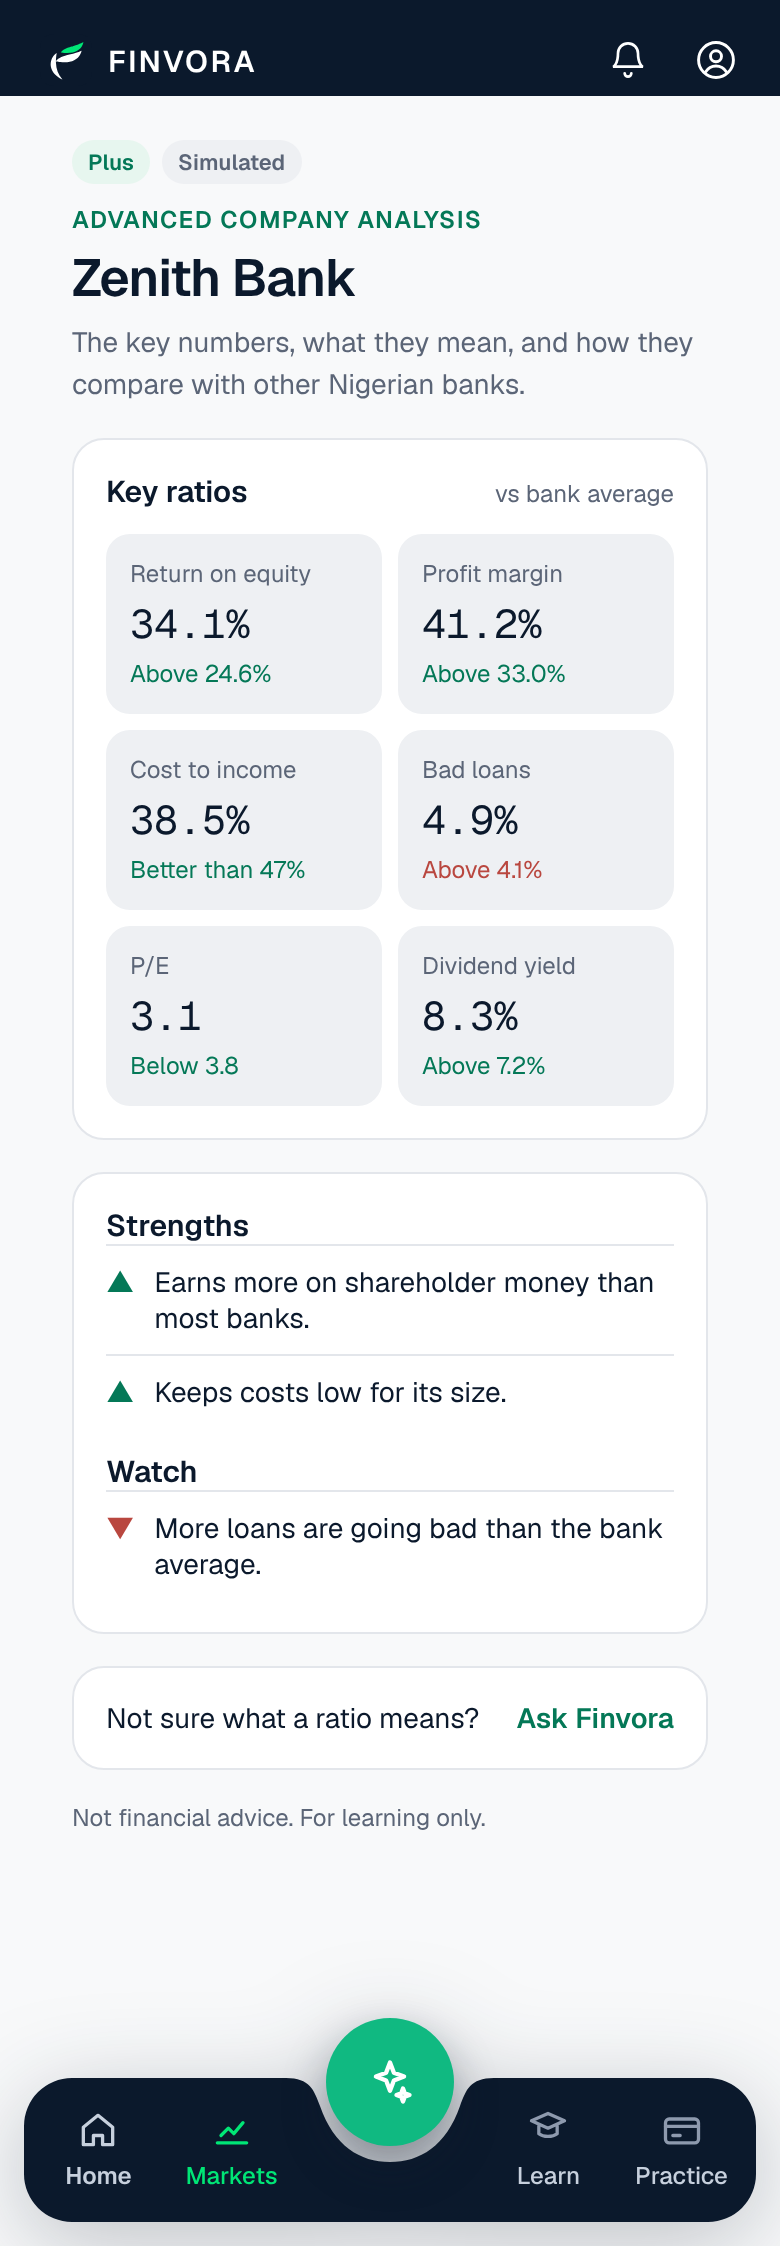 FINVORA
Plus
Simulated
ADVANCED COMPANY ANALYSIS
Zenith Bank
The key numbers, what they mean, and how they
compare with other Nigerian banks.
Key ratios
vs bank average
Return on equity
34.1%
Above 24.6%
Profit margin
41.2%
Above 33.0%
Cost to income
38.5%
Better than 47%
Bad loans
4.9%
Above 4.1%
P/E
3.1
Below 3.8
Dividend yield
8.3%
Above 7.2%
Strengths
Earns more on shareholder money than
most banks.
Keeps costs low for its size.
Watch
More loans are going bad than the bank
average.
Not sure what a ratio means?
Ask Finvora
Not financial advice. For learning only.
Home
Markets
Learn
Practice